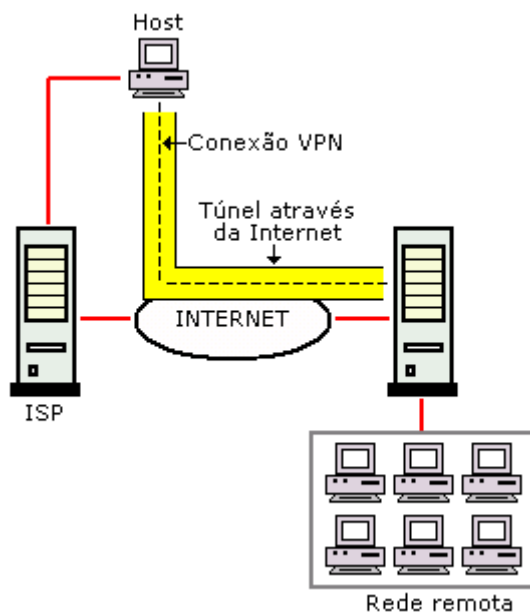 Host
Conexão VPN
Túnel através
da Internet
INTERNET
ISP
Rede remota